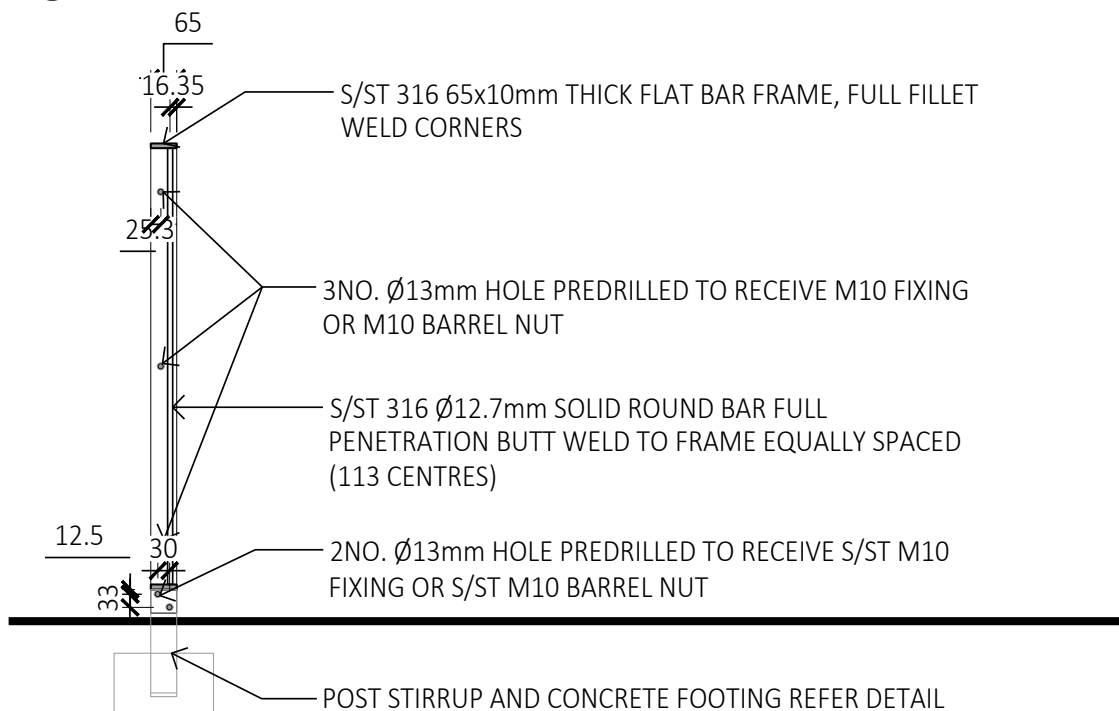 65
16.35
S/ST 316 65x10mm THICK FLAT BAR FRAME, FULL FILLET
WELD CORNERS
25.3
3NO. Ø13mm HOLE PREDRILLED TO RECEIVE M10 FIXING
OR M10 BARREL NUT
S/ST 316 Ø12.7mm SOLID ROUND BAR FULL
PENETRATION BUTT WELD TO FRAME EQUALLY SPACED
(113 CENTRES)
12.5
30
2NO. Ø13mm HOLE PREDRILLED TO RECEIVE S/ST M10
FIXING OR S/ST M10 BARREL NUT
33
POST STIRRUP AND CONCRETE FOOTING REFER DETAIL